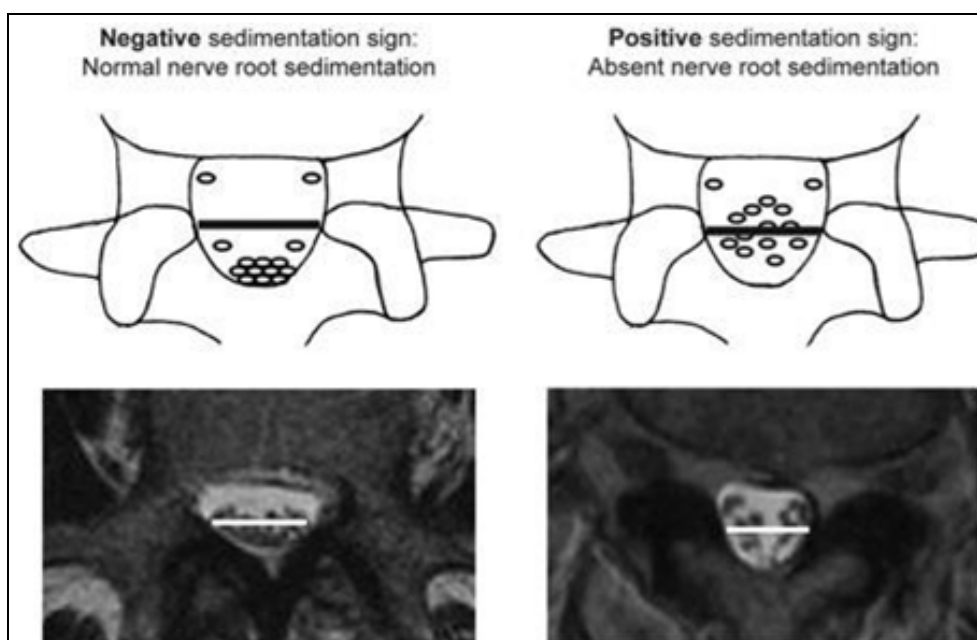 Negative sedimentation sign:
Normal nerve root sedimentation
Positive sedimentation sign:
Absent nerve root sedimentation